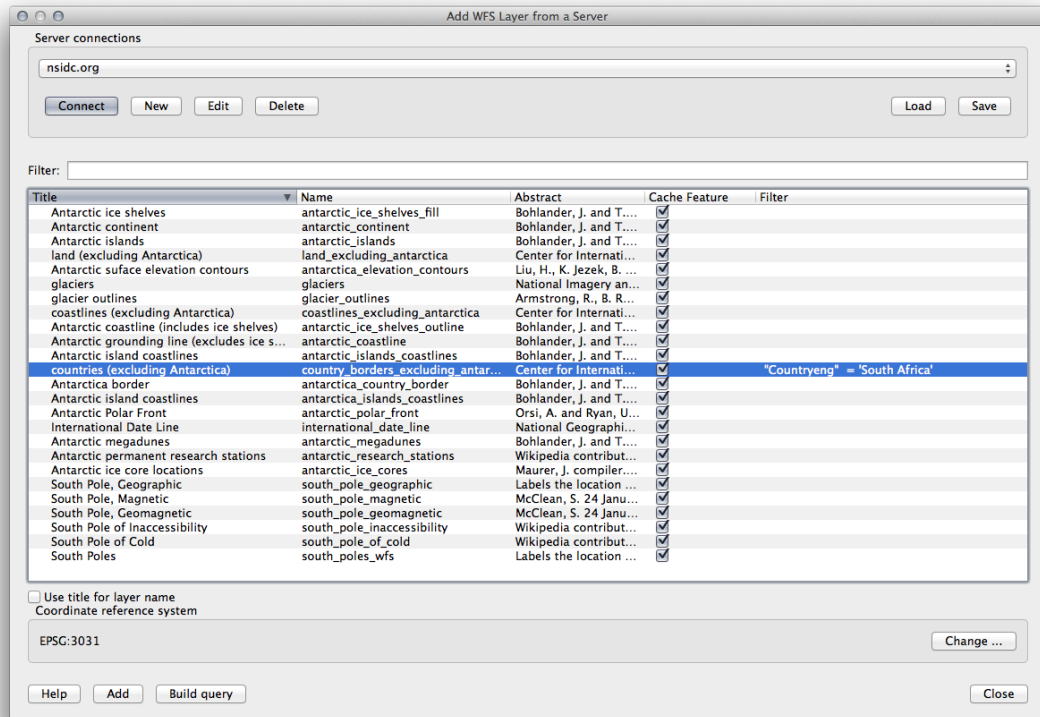 Add WFS Layer from a Server
Server connections
nsidc.org
Connect New Edit Delete Load Save
Filter:
Title Name Abstract Cache Feature Filter
Antarctic ice shelves antarctic_ice_shelves_fill Bohlander, J. and T....
Antarctic continent antarctic_continent Bohlander, J. and T....
Antarctic islands antarctic_islands Bohlander, J. and T....
land (excluding Antarctica) land_excluding_antarctica Center for Internati...
Antarctic suface elevation contours antarctica_elevation_contours Liu, H., K. Jezek, B. ...
glaciers glaciers National Imagery an...
glacier outlines glacier_outlines Armstrong, R., B. R...
coastlines (excluding Antarctica) coastlines_excluding_antarctica Center for Internati...
Antarctic coastline (includes ice shelves) antarctic_ice_shelves_outline Bohlander, J. and T....
Antarctic grounding line (excludes ice s... antarctic_coastline Bohlander, J. and T....
Antarctic island coastlines antarctic_islands_coastlines Bohlander, J. and T....
countries (excluding Antarctica) country_borders_excluding_antar... Center for Internati... "Countryeng" = 'South Africa'
Antarctica border antarctica_country_border Bohlander, J. and T....
Antarctic island coastlines antarctica_islands_coastlines Bohlander, J. and T....
Antarctic Polar Front antarctic_polar_front Orsi, A. and Ryan, U...
International Date Line international_date_line National Geographi...
Antarctic megadunes antarctic_megadunes Bohlander, J. and T....
Antarctic permanent research stations antarctic_research_stations Wikipedia contribut...
Antarctic ice core locations antarctic_ice_cores Maurer, J. compiler....
South Pole, Geographic south_pole_geographic Labels the location ...
South Pole, Magnetic south_pole_magnetic McClean, S. 24 Janu...
South Pole, Geomagnetic south_pole_geomagnetic McClean, S. 24 Janu...
South Pole of Inaccessibility south_pole_inaccessibility Wikipedia contribut...
South Pole of Cold south_pole_of_cold Wikipedia contribut...
South Poles south_poles_wfs Labels the location ...
Use title for layer name
Coordinate reference system
EPSG:3031 Change ...
Help Add Build query Close